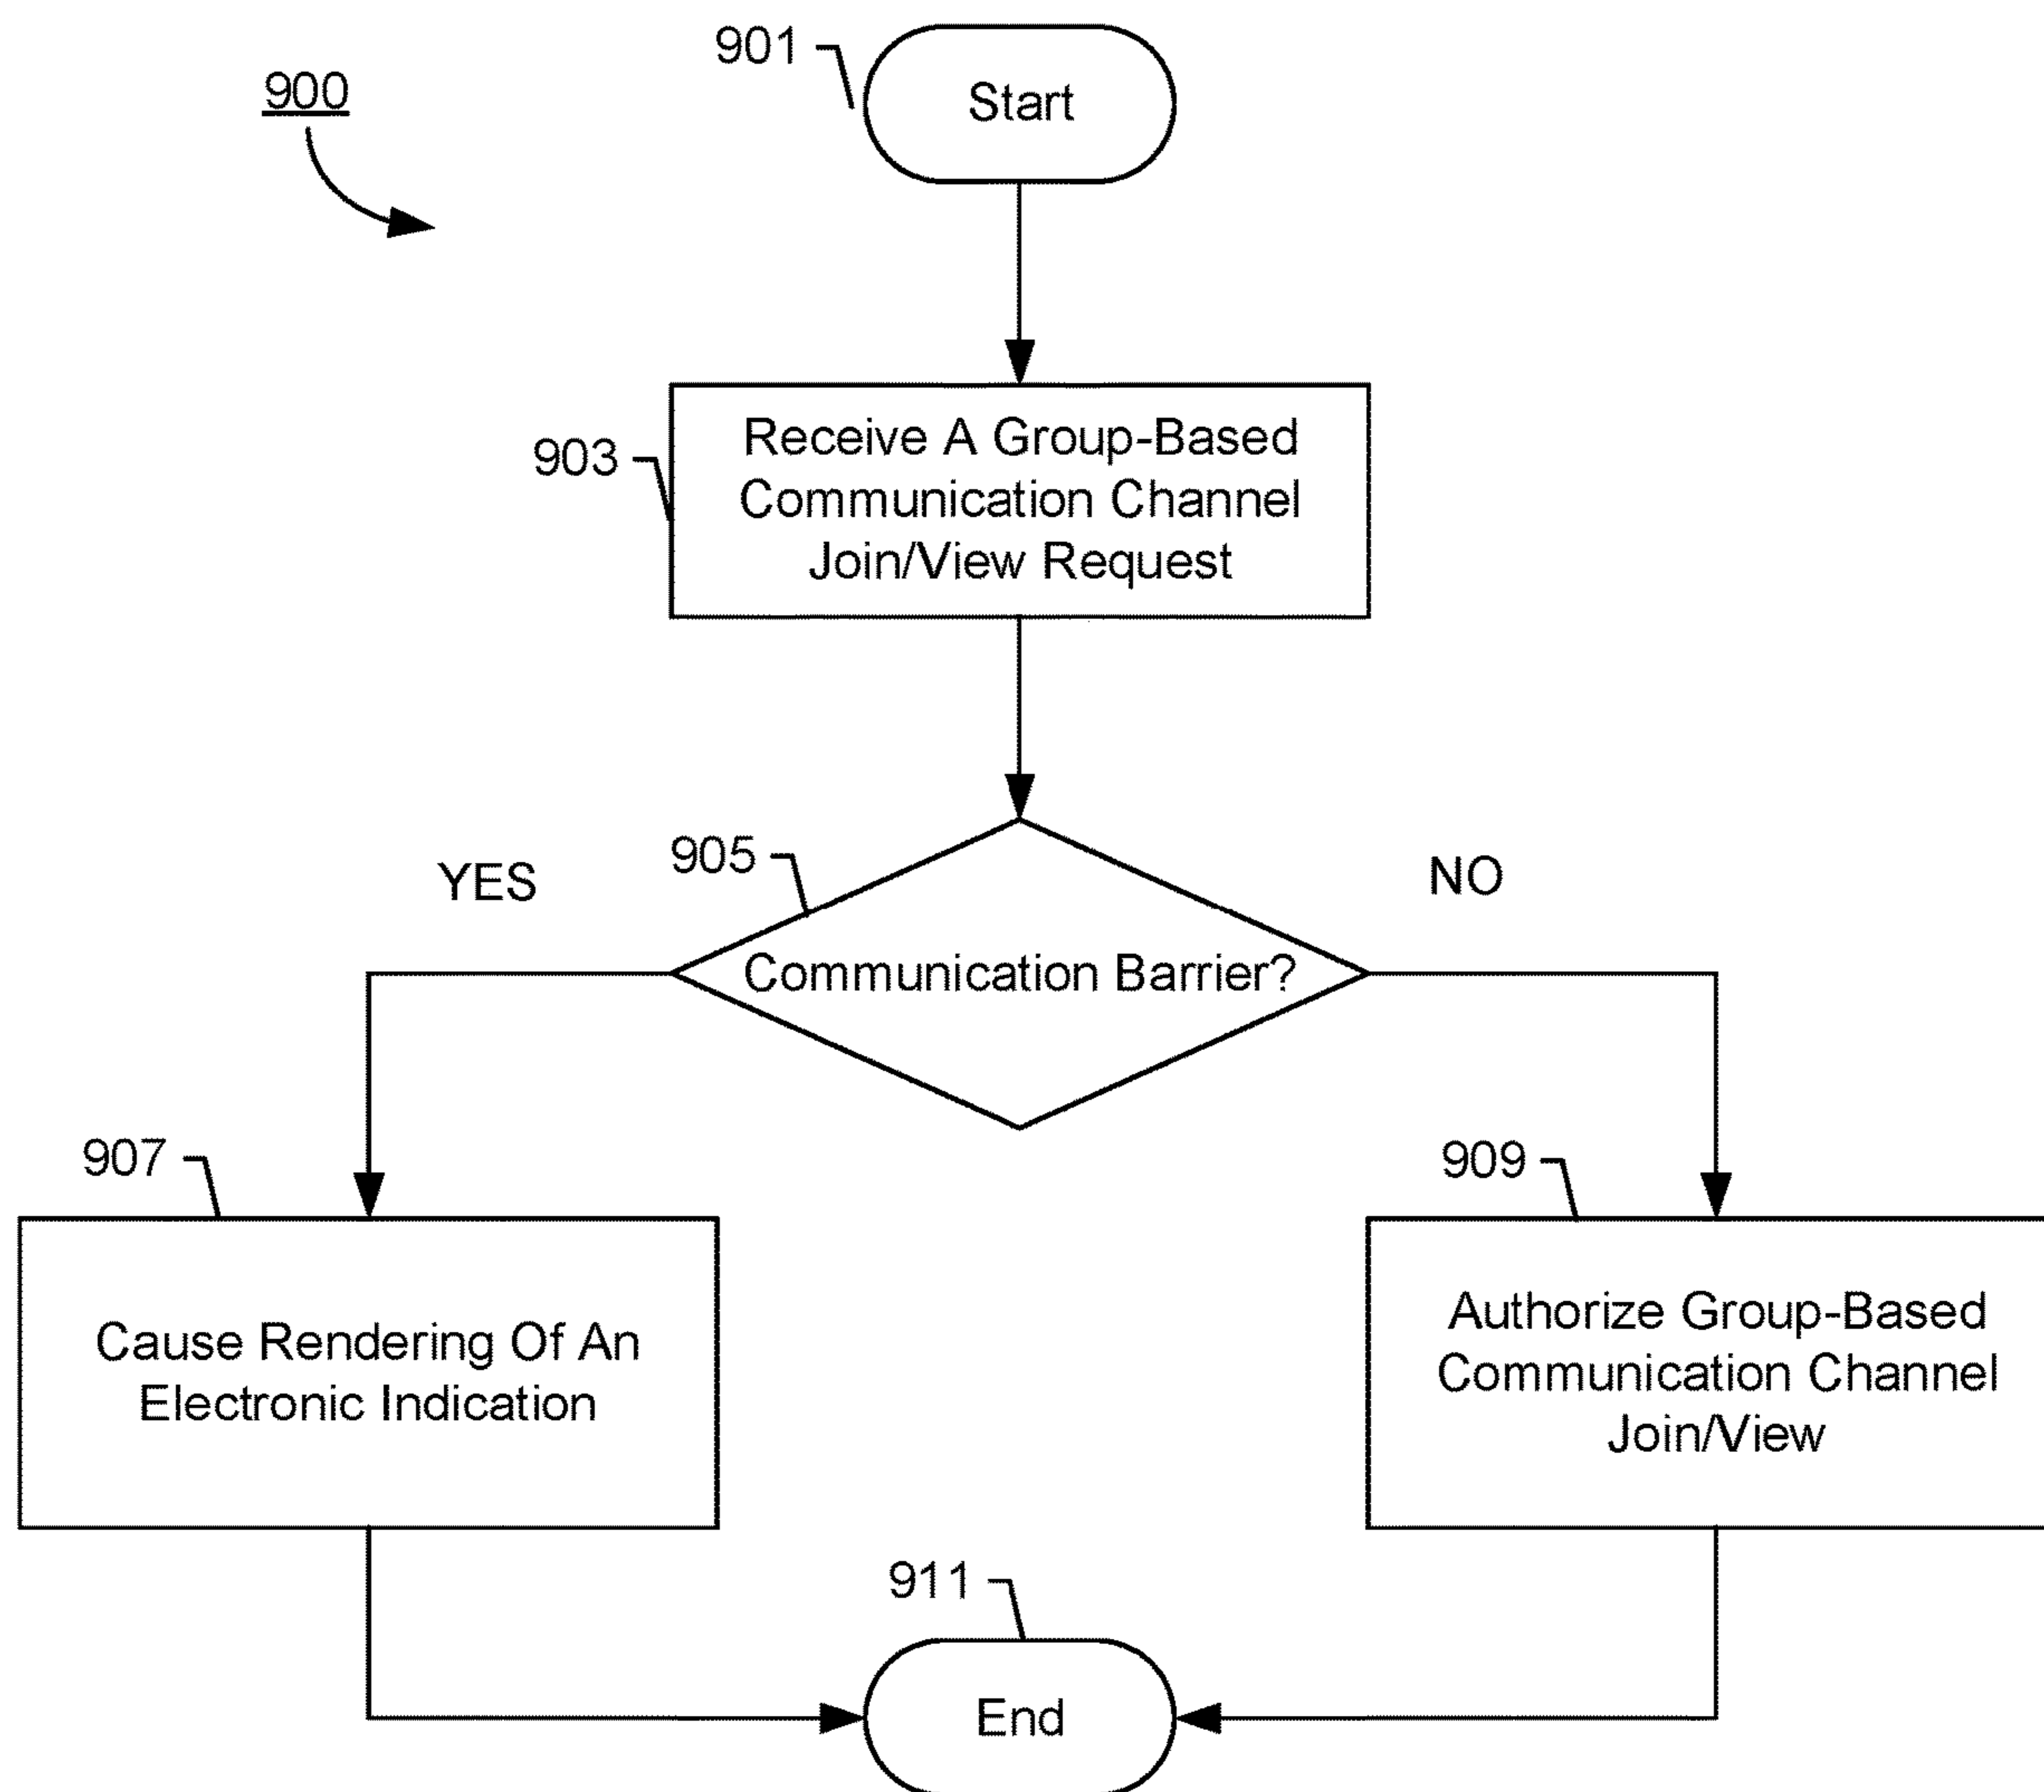 901
Start
900
903
Receive A Group-Based
Communication Channel
Join/View Request
905
YES
NO
Communication Barrier?
907
Cause Rendering Of An
Electronic Indication
909
Authorize Group-Based
Communication Channel
Join/View
911
End